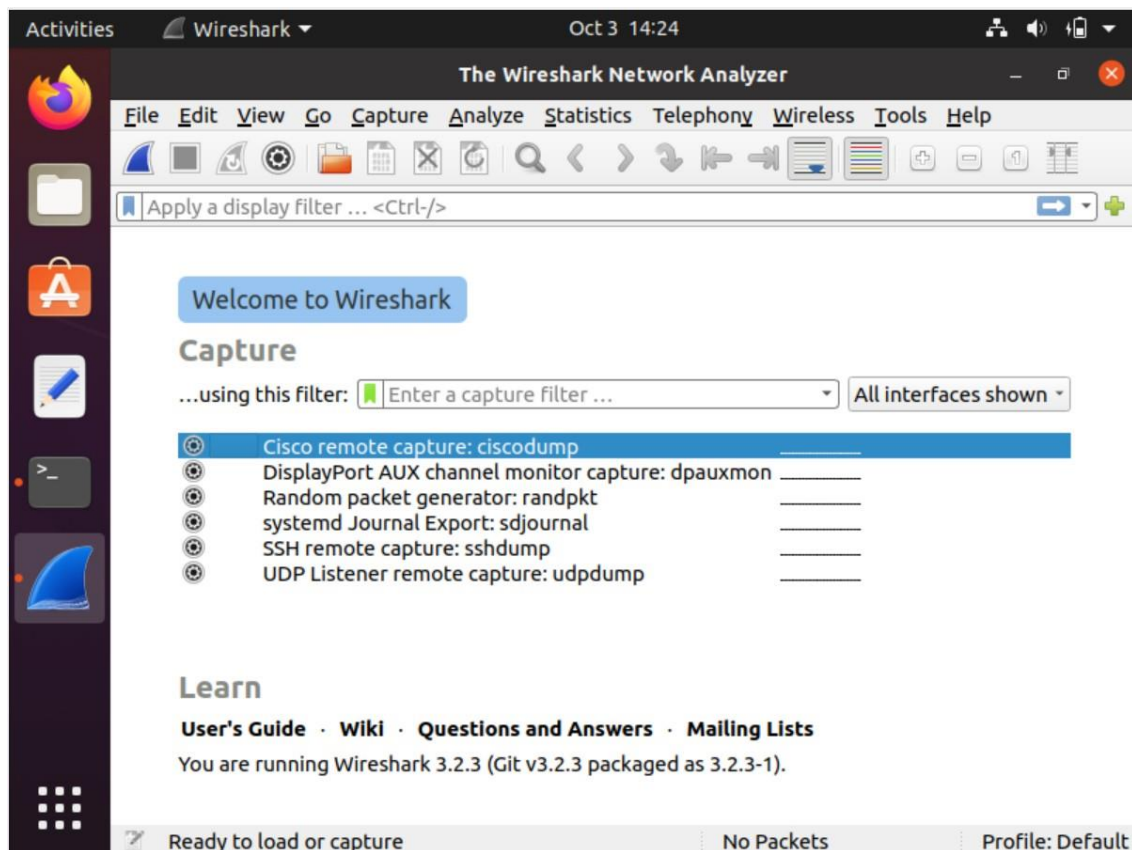 Activities Wireshark Oct 3 14:24
The Wireshark Network Analyzer
File Edit View Go Capture Analyze Statistics Telephony Wireless Tools Help
Apply a display filter … <Ctrl-/>
Welcome to Wireshark
Capture
…using this filter: Enter a capture filter … All interfaces shown
Cisco remote capture: ciscodump
DisplayPort AUX channel monitor capture: dpauxmon
Random packet generator: randpkt
systemd Journal Export: sdjournal
SSH remote capture: sshdump
UDP Listener remote capture: udpdump
Learn
User's Guide · Wiki · Questions and Answers · Mailing Lists
You are running Wireshark 3.2.3 (Git v3.2.3 packaged as 3.2.3-1).
Ready to load or capture No Packets Profile: Default